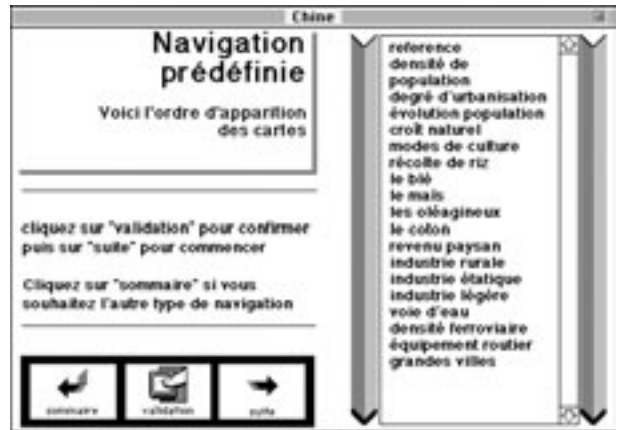 Chine
Navigation
prédéfinie
Voici l'ordre d'apparition
des cartes
cliquez sur "validation" pour confirmer
puis sur "suite" pour commencer
Cliquez sur "sommaire" si vous
souhaitez l'autre type de navigation
sommaire
validation
suite
reference
densité de
population
degré d'urbanisation
évolution population
croît naturel
modes de culture
récolte de riz
le blé
le maïs
les oléagineux
le coton
revenu paysan
industrie rurale
industrie étatique
industrie légère
voie d'eau
densité ferroviaire
équipement routier
grandes villes